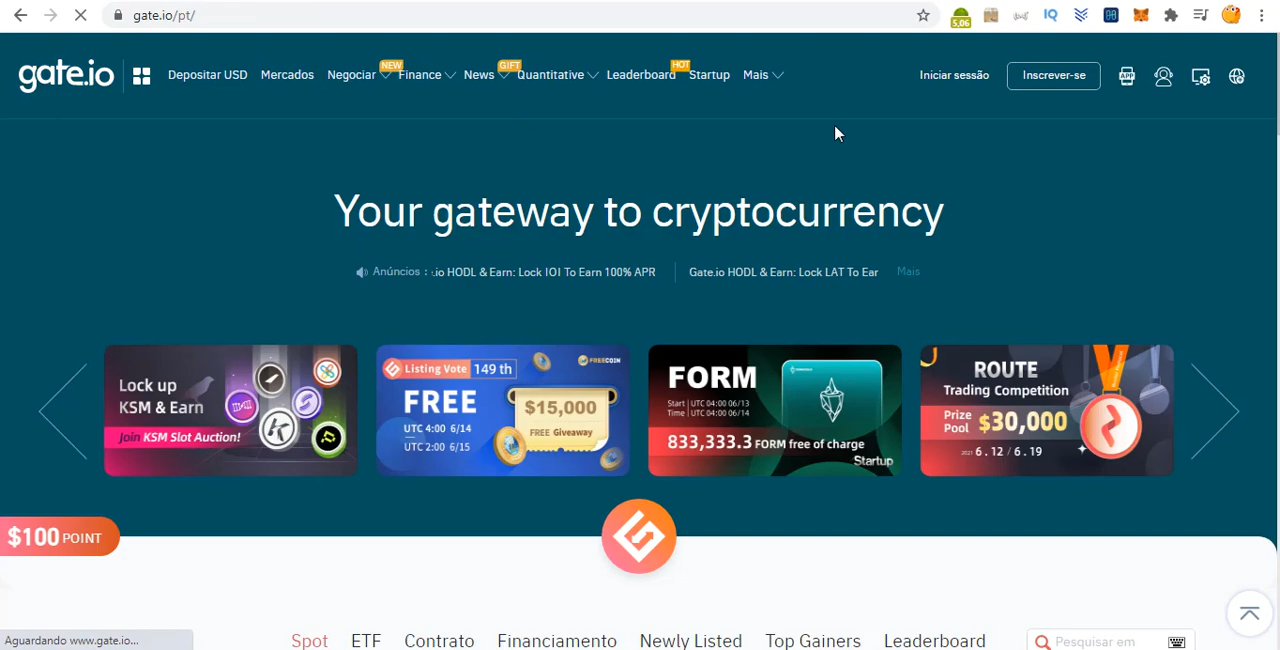 gate.io/pt/
5,06
IQ
gate.io
Depositar USD
Mercados
Negociar
NEW
Finance
News
GIFT
Quantitative
Leaderboard
HOT
Startup
Mais
Iniciar sessão
Inscrever-se
APP
Your gateway to cryptocurrency
Anúncios :
.io HODL & Earn: Lock IOI To Earn 100% APR
Gate.io HODL & Earn: Lock LAT To Ear
Mais
Lock up
KSM & Earn
Join KSM Slot Auction!
Listing Vote 149 th
FREECOIN
FREE
UTC 4:00 6/14
UTC 2:00 6/15
$15,000
FREE Giveaway
FORM
Start | UTC 04:00 06/13
Time | UTC 04:00 06/14
833,333.3 FORM free of charge
Startup
ROUTE
Trading Competition
Prize
Pool
$30,000
2021 6.12 / 6.19
$100 POINT
Aguardando www.gate.io...
Spot
ETF
Contrato
Financiamento
Newly Listed
Top Gainers
Leaderboard
Pesquisar em